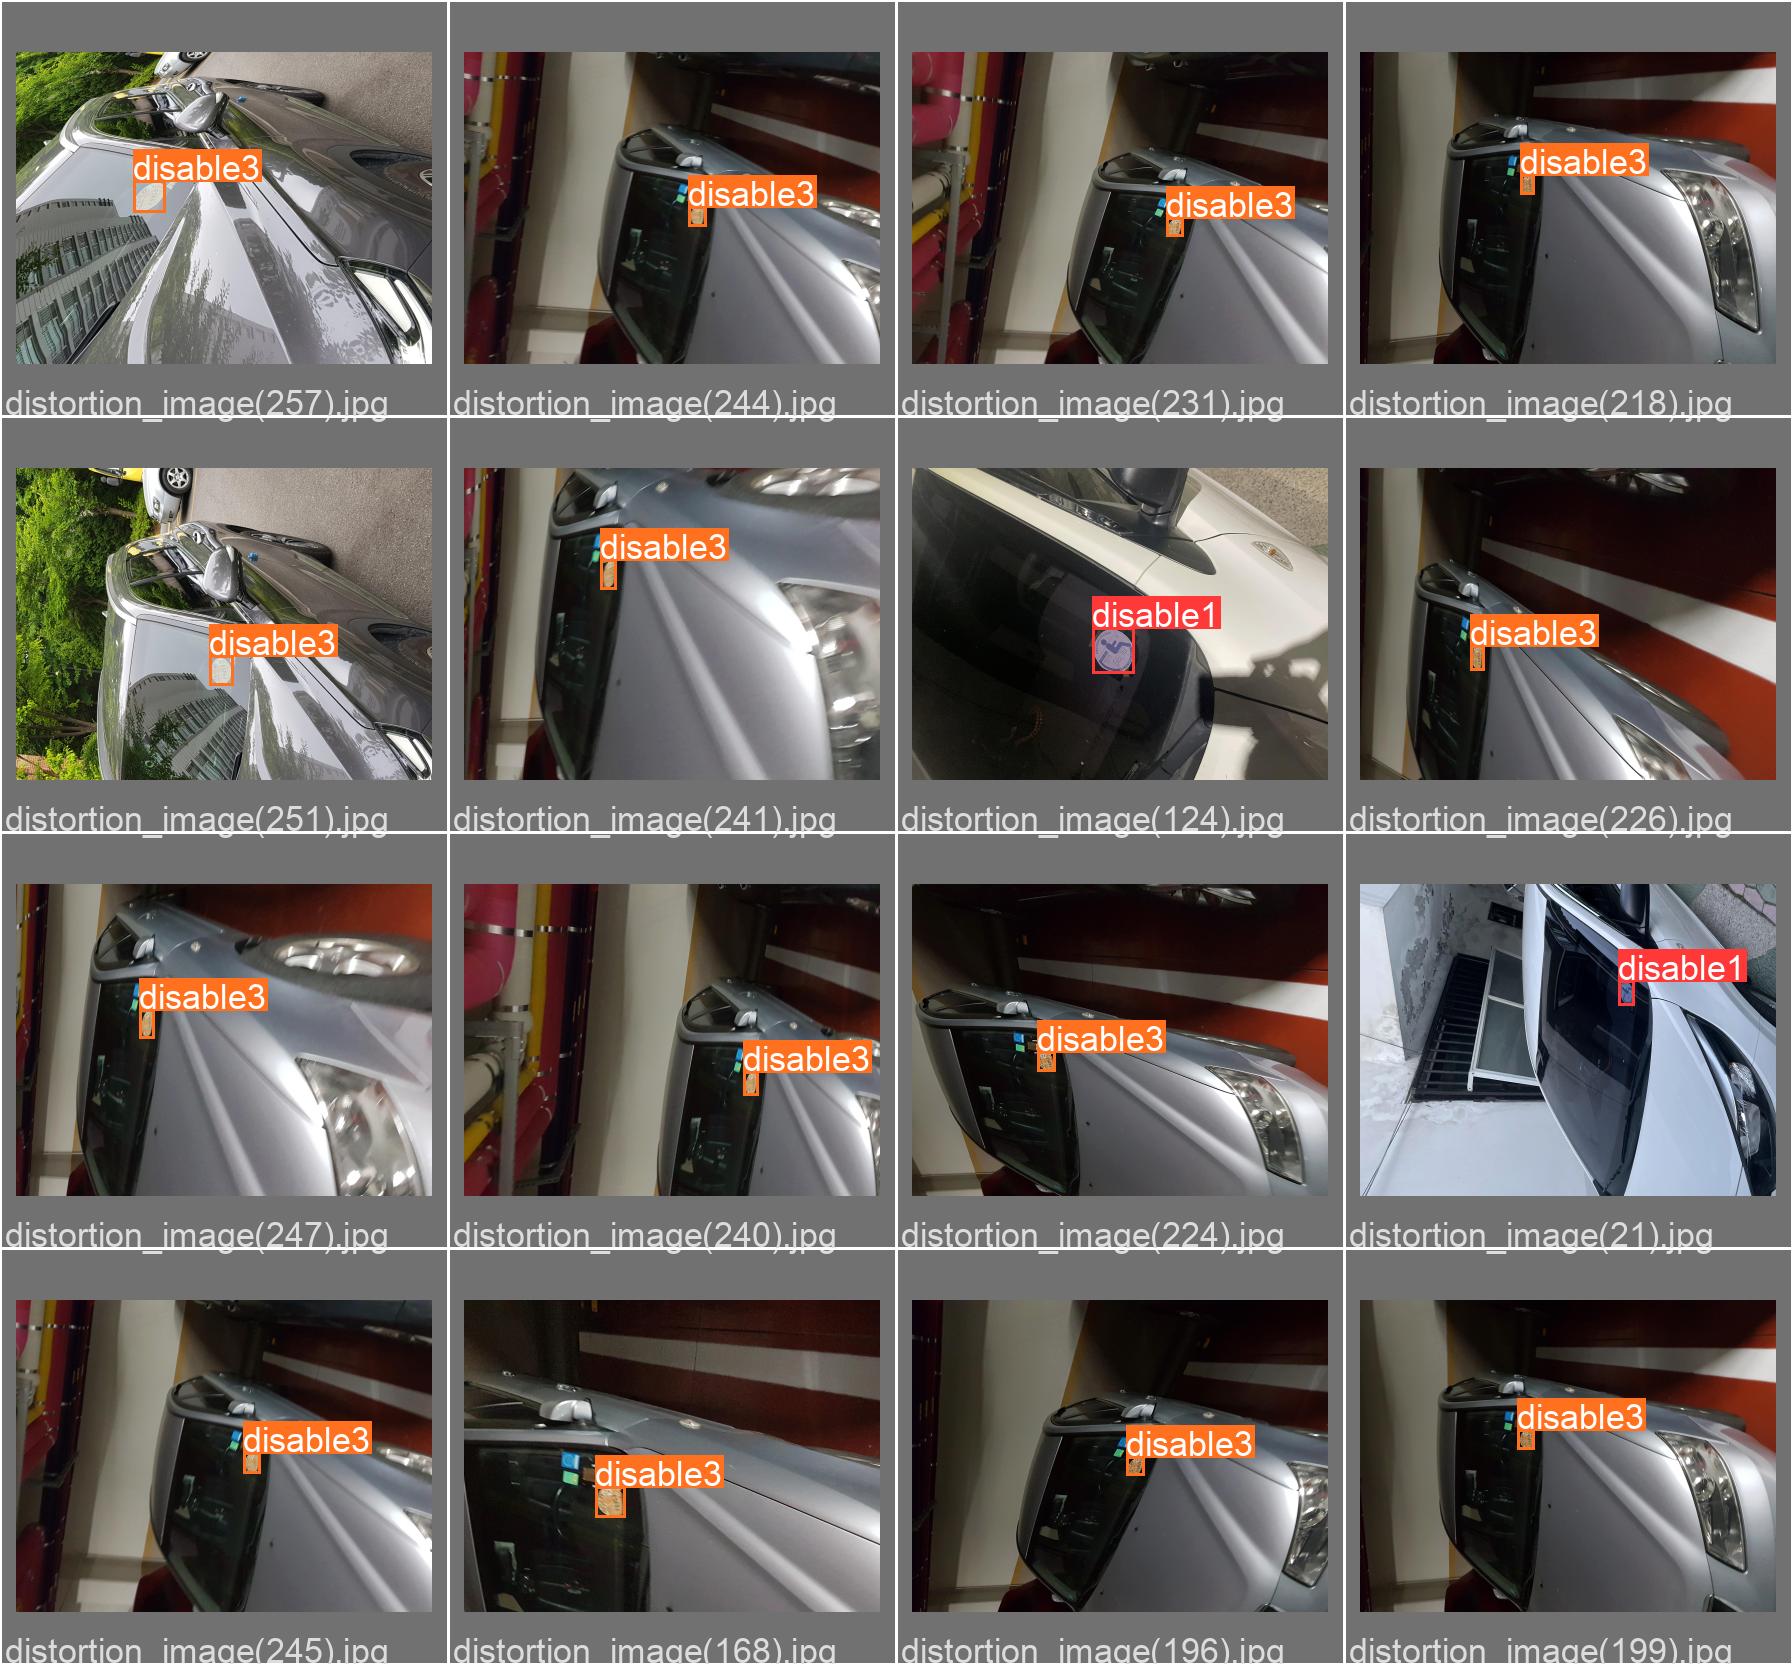 disable3
disable3
disable3
disable3
distortion_image(257).jpg
distortion_image(244).jpg
distortion_image(231).jpg
distortion_image(218).jpg
disable3
disable3
disable1
disable3
distortion_image(251).jpg
distortion_image(241).jpg
distortion_image(124).jpg
distortion_image(226).jpg
disable3
disable3
disable3
disable1
distortion_image(247).jpg
distortion_image(240).jpg
distortion_image(224).jpg
distortion_image(21).jpg
disable3
disable3
disable3
disable3
distortion_image(245).jpg
distortion_image(168).jpg
distortion_image(196).jpg
distortion_image(199).jpg